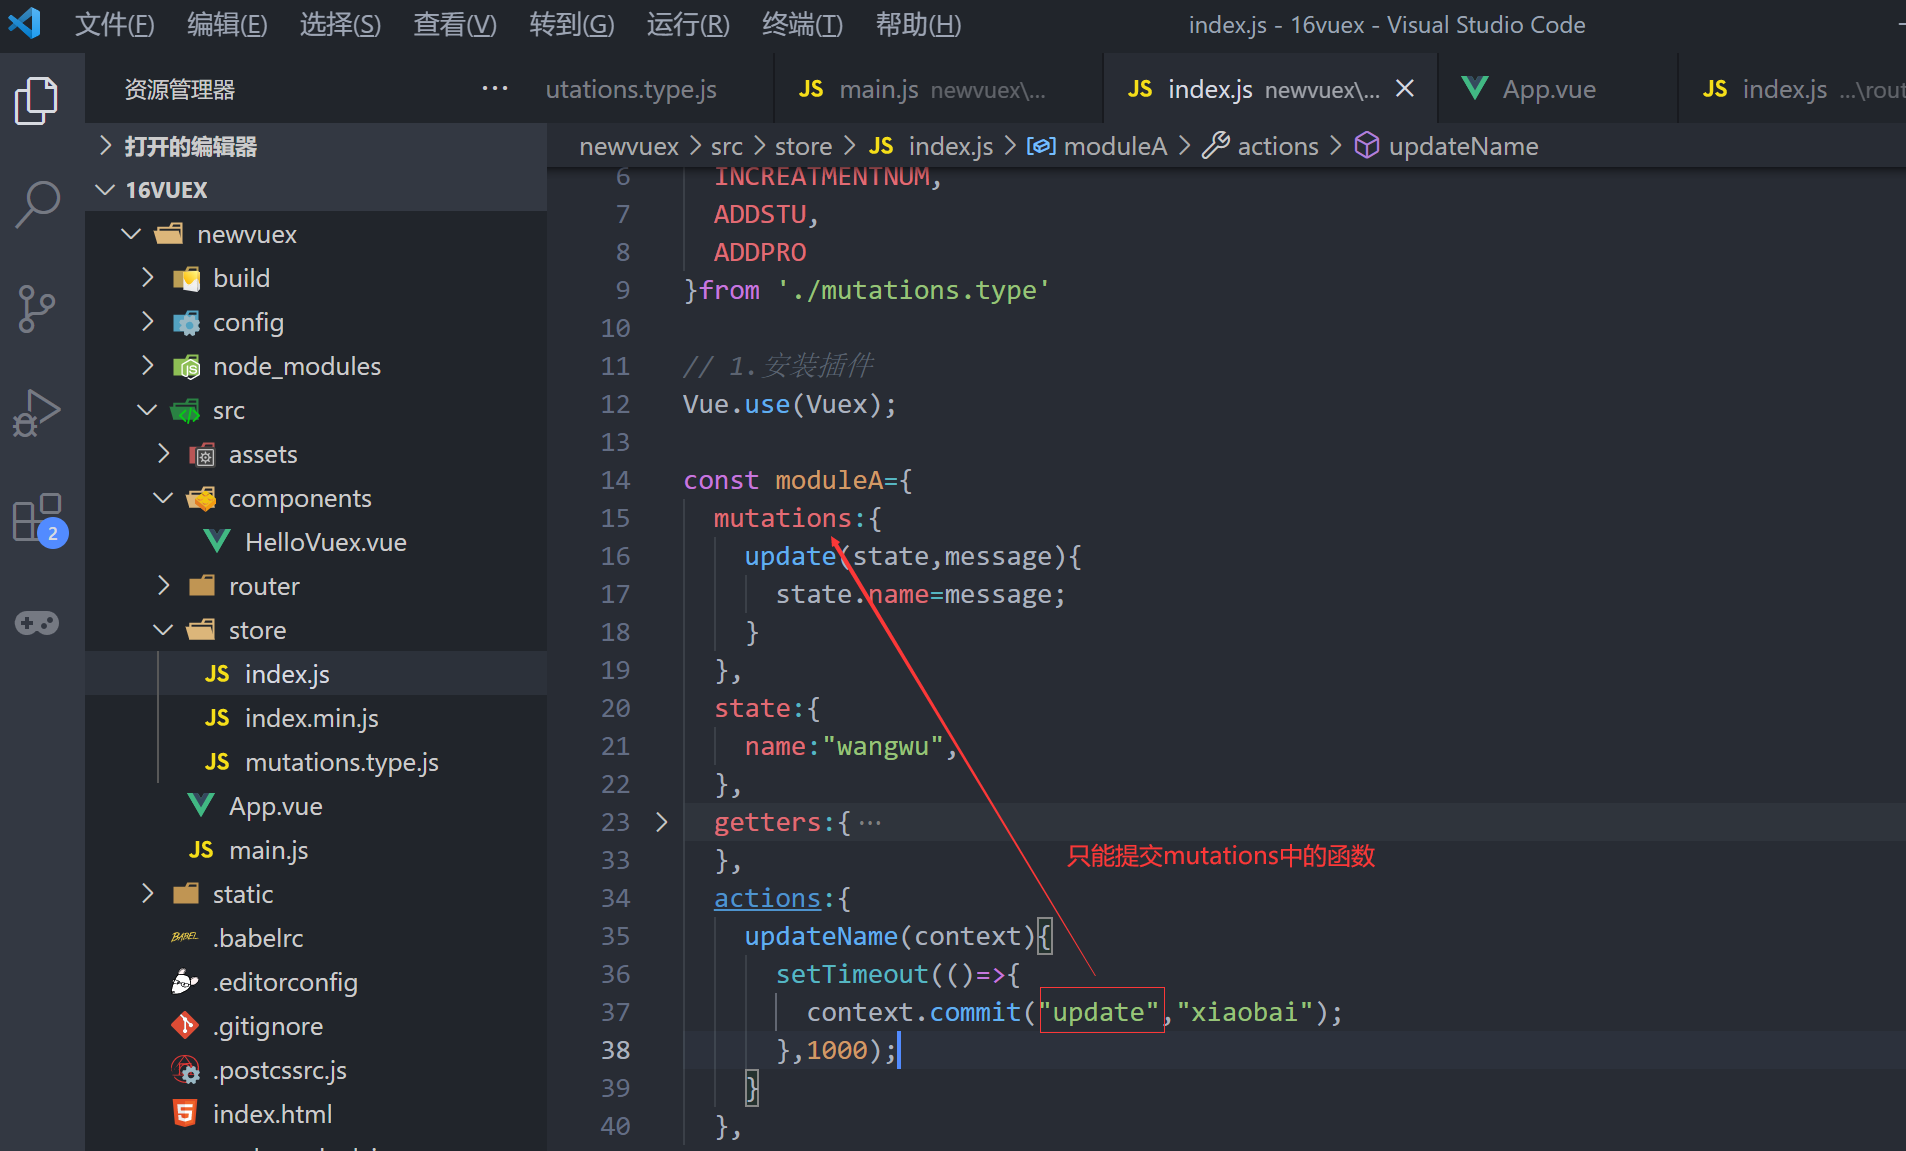 文件(F) 编辑(E) 选择(S) 查看(V) 转到(G) 运行(R) 终端(T) 帮助(H) index.js - 16vuex - Visual Studio Code
资源管理器 ··· utations.type.js JS main.js newvuex\... JS index.js newvuex\... App.vue JS index.js ...\rout
newvuex > src > store > JS index.js > moduleA > actions > updateName
打开的编辑器
16VUEX
newvuex
build
config
node_modules
src
assets
components
HelloVuex.vue
router
store
JS index.js
JS index.min.js
JS mutations.type.js
App.vue
JS main.js
static
BABEL .babelrc
.editorconfig
.gitignore
.postcssrc.js
5 index.html
2
6 INCREATMENTNUM,
7 ADDSTU,
8 ADDPRO
9 }from './mutations.type'
10
11 // 1.安装插件
12 Vue.use(Vuex);
13
14 const moduleA={
15 mutations:{
16 update(state,message){
17 state.name=message;
18 }
19 },
20 state:{
21 name:"wangwu",
22 },
23 getters:{ ···
33 },
只能提交mutations中的函数
34 actions:{
35 updateName(context){
36 setTimeout(()=>{
37 context.commit("update","xiaobai");
38 },1000);
39 }
40 },